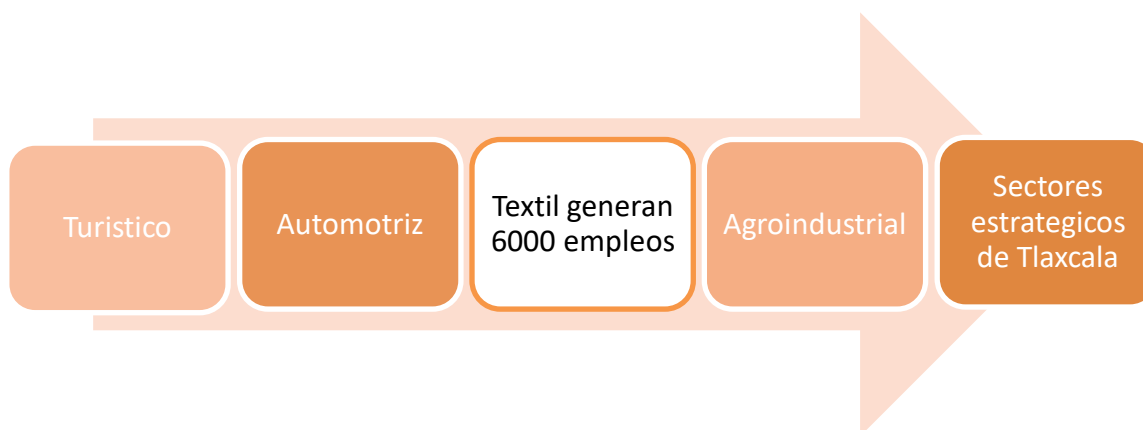 Turistico
Automotriz
Textil generan
6000 empleos
Agroindustrial
Sectores
estrategicos
de Tlaxcala